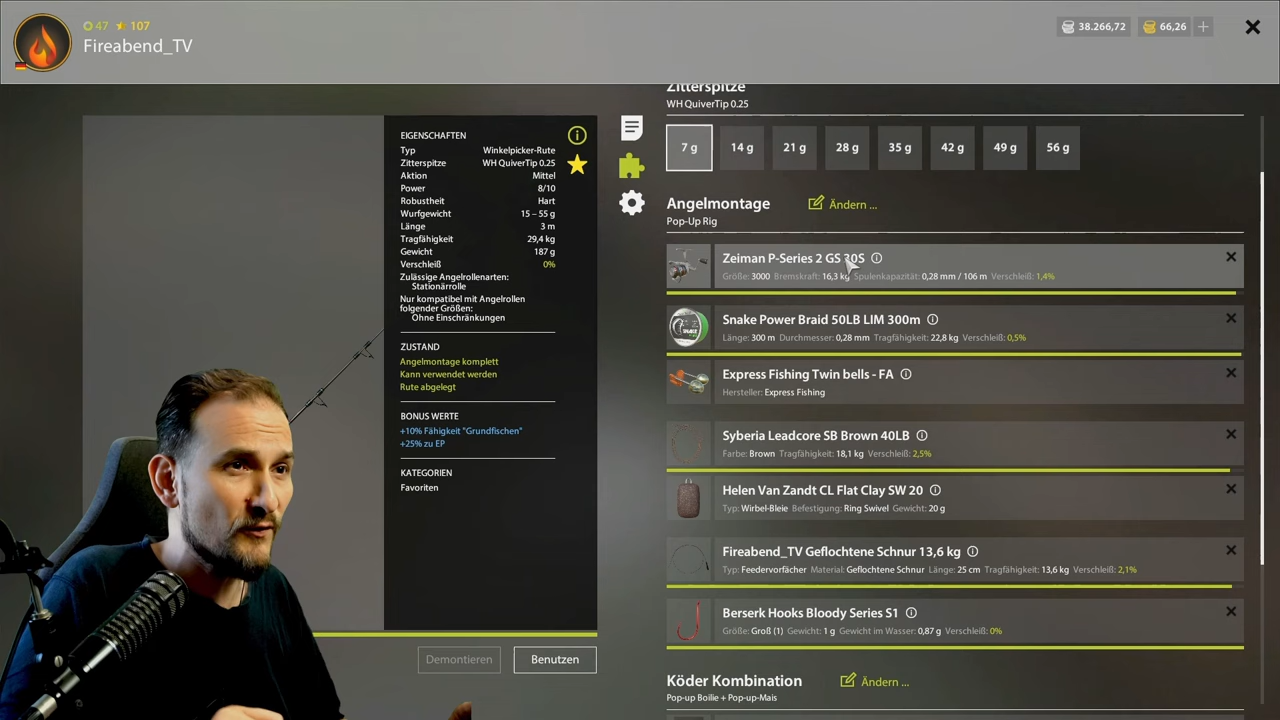 47 107
Fireabend_TV
38.266,72 66,26
EIGENSCHAFTEN
Typ Winkelpicker-Rute
Zitterspitze WH QuiverTip 0.25
Aktion Mittel
Power 8/10
Robustheit Hart
Wurfgewicht 15 – 55 g
Länge 3 m
Tragfähigkeit 29,4 kg
Gewicht 187 g
Verschleiß 0%
Zulässige Angelrollenarten:
Stationärrolle
Nur kompatibel mit Angelrollen
folgender Größen:
Ohne Einschränkungen
ZUSTAND
Angelmontage komplett
Kann verwendet werden
Rute abgelegt
BONUS WERTE
+10% Fähigkeit "Grundfischen"
+25% zu EP
KATEGORIEN
Favoriten
Demontieren Benutzen
Zitterspitze
WH QuiverTip 0.25
7 g 14 g 21 g 28 g 35 g 42 g 49 g 56 g
Angelmontage Ändern ...
Pop-Up Rig
Zeiman P-Series 2 GS 30S
Größe: 3000 Bremskraft: 16,3 kg Spulenkapazität: 0,28 mm / 106 m Verschleiß: 1,4%
Snake Power Braid 50LB LIM 300m
SNAKE
Länge: 300 m Durchmesser: 0,28 mm Tragfähigkeit: 22,8 kg Verschleiß: 0,5%
Express Fishing Twin bells - FA
Hersteller: Express Fishing
Syberia Leadcore SB Brown 40LB
Farbe: Brown Tragfähigkeit: 18,1 kg Verschleiß: 2,5%
Helen Van Zandt CL Flat Clay SW 20
Typ: Wirbel-Bleie Befestigung: Ring Swivel Gewicht: 20 g
Fireabend_TV Geflochtene Schnur 13,6 kg
Typ: Feedervorfächer Material: Geflochtene Schnur Länge: 25 cm Tragfähigkeit: 13,6 kg Verschleiß: 2,1%
Berserk Hooks Bloody Series S1
Größe: Groß (1) Gewicht: 1 g Gewicht im Wasser: 0,87 g Verschleiß: 0%
Köder Kombination Ändern ...
Pop-up Boilie + Pop-up-Mais